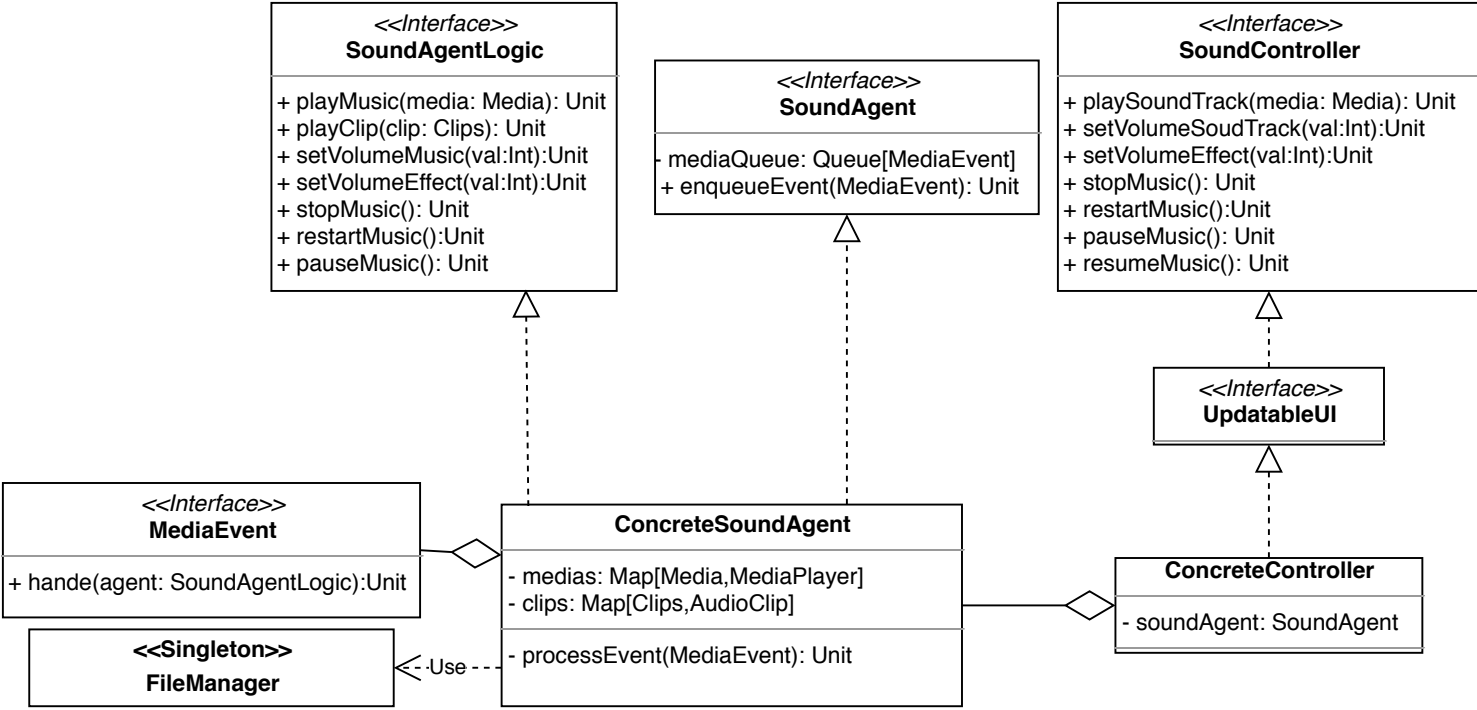 <<Interface>>
SoundAgentLogic
+ playMusic(media: Media): Unit
+ playClip(clip: Clips): Unit
+ setVolumeMusic(val:Int):Unit
+ setVolumeEffect(val:Int):Unit
+ stopMusic(): Unit
+ restartMusic():Unit
+ pauseMusic(): Unit
<<Interface>>
SoundAgent
- mediaQueue: Queue[MediaEvent]
+ enqueueEvent(MediaEvent): Unit
<<Interface>>
SoundController
+ playSoundTrack(media: Media): Unit
+ setVolumeSoudTrack(val:Int):Unit
+ setVolumeEffect(val:Int): Unit
+ stopMusic(): Unit
+ restartMusic(): Unit
+ pauseMusic(): Unit
+ resumeMusic(): Unit
<<Interface>>
UpdatableUI
<<Interface>>
MediaEvent
+ hande(agent: SoundAgentLogic):Unit
ConcreteSoundAgent
- medias: Map[Media,MediaPlayer]
- clips: Map[Clips,AudioClip]
- processEvent(MediaEvent): Unit
ConcreteController
- soundAgent: SoundAgent
<<Singleton>>
FileManager
Use